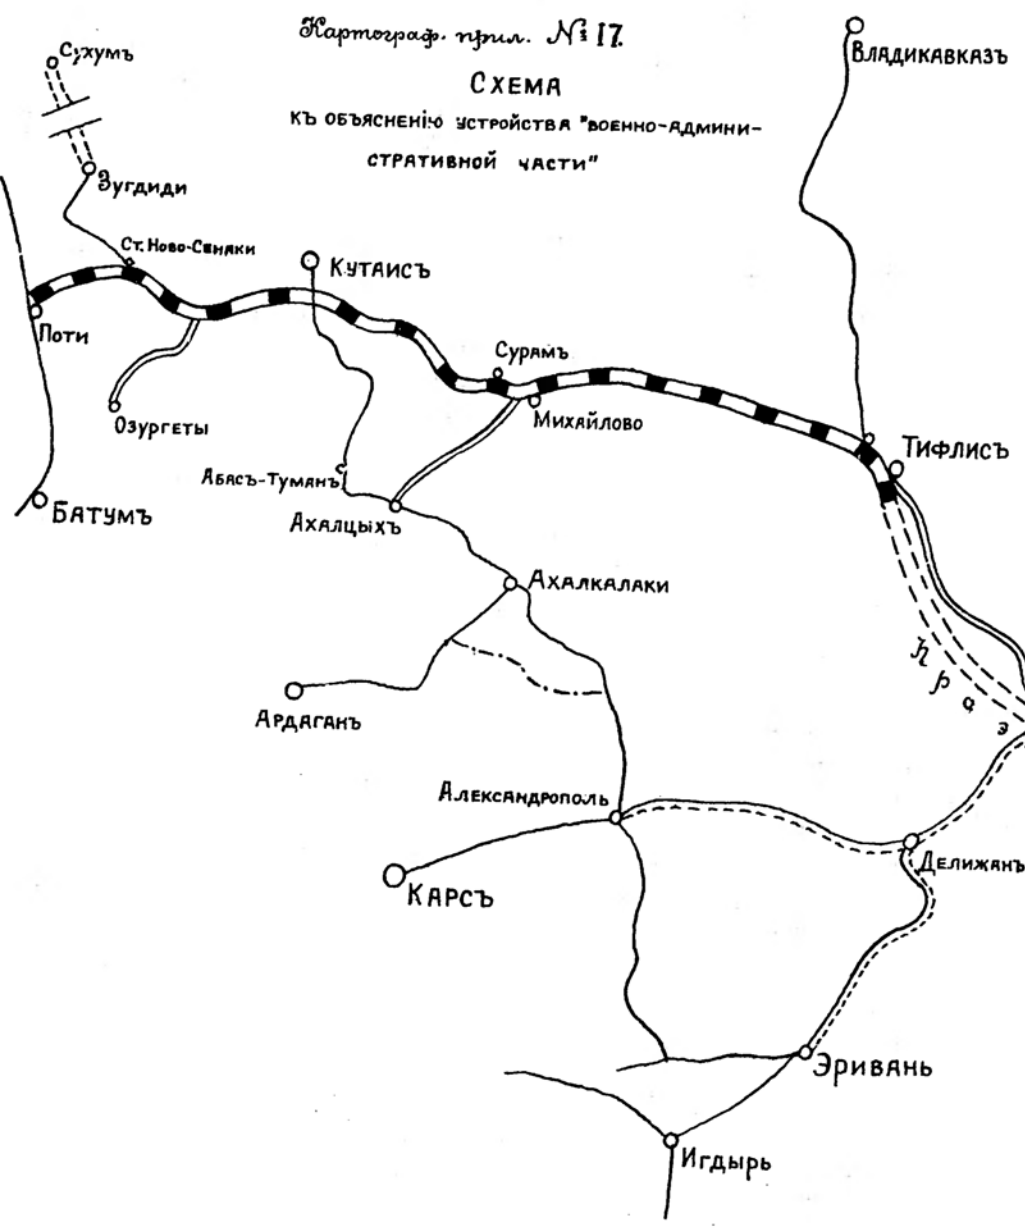 Картограф. прил. № 17.
Схема
къ объясненію устройства "военно-админи-
стративной части"
Сухумъ
Владикавказъ
Зугдиди
Ст. Ново-Сенаки
Кутаисъ
Поти
Сурамъ
Озургеты
Михайлово
Тифлисъ
Абасъ-Туманъ
Батумъ
Ахалцыхъ
Ахалкалаки
Ардаганъ
Александрополь
Делижанъ
Карсъ
Эривань
Игдырь